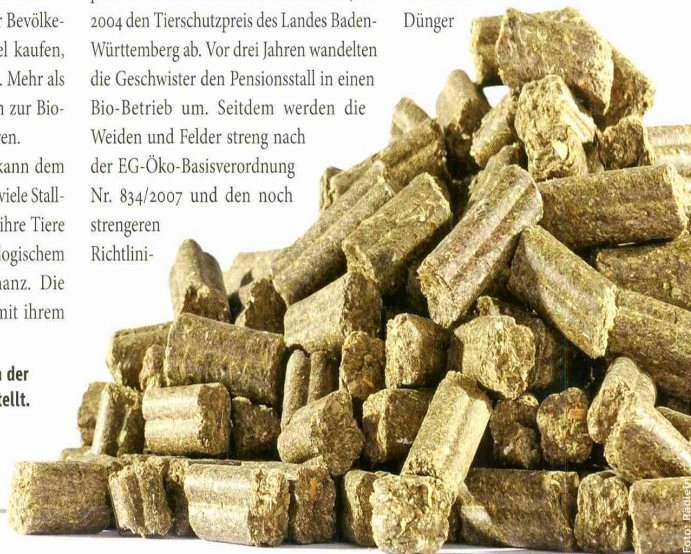 r Bevölke-
el kaufen,
. Mehr als
n zur Bio-
ren.
kann dem
viele Stall-
ihre Tiere
logischem
nanz. Die
mit ihrem
n der
tellt.
2004 den Tierschutzpreis des Landes Baden-
Württemberg ab. Vor drei Jahren wandelten
die Geschwister den Pensionsstall in einen
Bio-Betrieb um. Seitdem werden die
Weiden und Felder streng nach
der EG-Öko-Basisverordnung
Nr. 834/2007 und den noch
strengeren
Richtlini-
Dünger